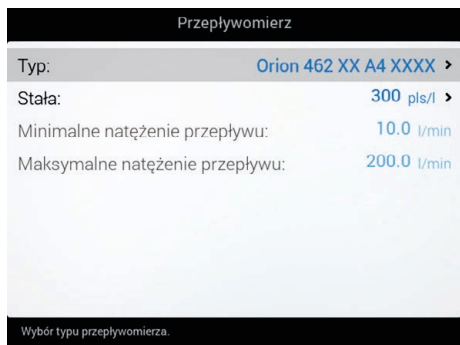 Przepływomierz
Typ: Orion 462 XX A4 XXXX >
Stała: 300 pls/l >
Minimalne natężenie przepływu: 10.0 l/min
Maksymalne natężenie przepływu: 200.0 l/min
Wybór typu przepływomierza.